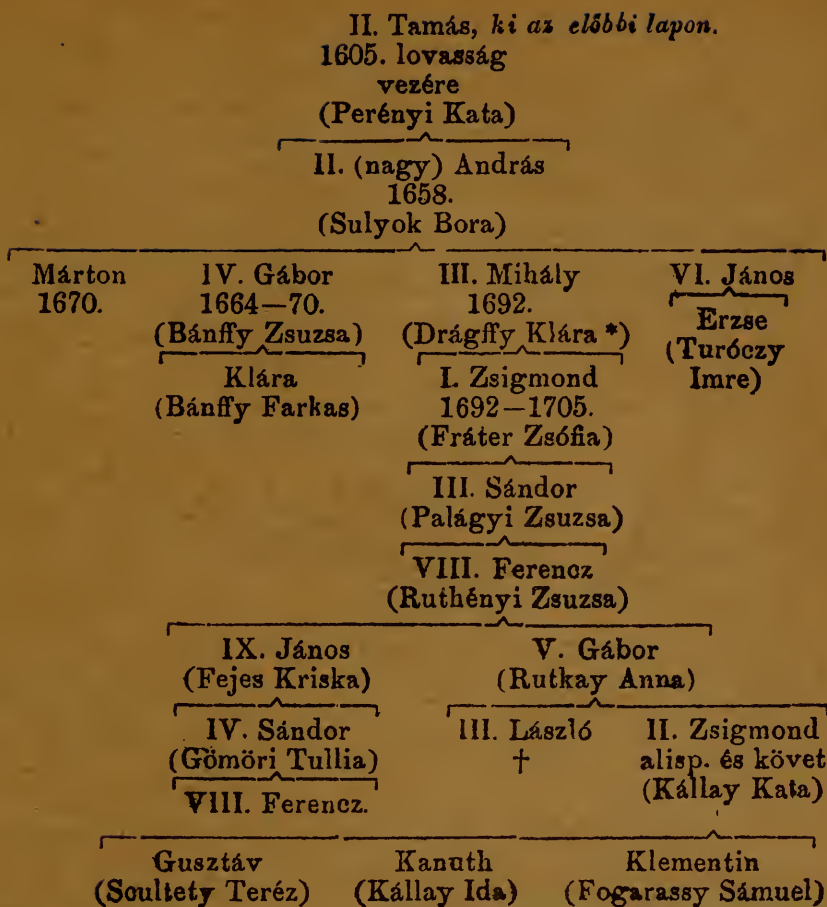 II. Tamás, ki az előbbi lapon.
1605. lovasság
vezére
(Perényi Kata)
II. (nagy) András
1658.
(Sulyok Bora)
Márton IV. Gábor III. Mihály VI. János
1670. 1664—70. 1692. Erzse
(Bánffy Zsuzsa) (Drágffy Klára *) (Turóczy
Klára I. Zsigmond Imre)
(Bánffy Farkas) 1692—1705.
(Fráter Zsófia)
III. Sándor
(Palágyi Zsuzsa)
VIII. Ferencz
(Ruthényi Zsuzsa)
IX. János V. Gábor
(Fejes Kriska) (Rutkay Anna)
IV. Sándor III. László II. Zsigmond
(Gömöri Tullia) † alisp. és követ
VIII. Ferencz. (Kállay Kata)
Gusztáv Kanuth Klementin
(Soultety Teréz) (Kállay Ida) (Fogarassy Sámuel)